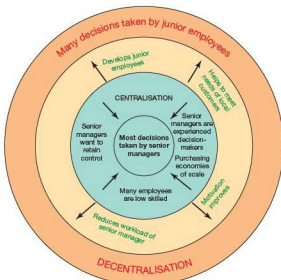 Many decisions taken by junior employees
Develops junior
employees
Helps to meet
needs of local
customers
CENTRALISATION
Senior
managers
want to
retain
control
Most decisions
taken by senior
managers
Senior
managers are
experienced
decision-
makers
Purchasing
economies
of scale
Many employees
are low skilled
Reduces workload of
senior manager
Motivation
improves
DECENTRALISATION